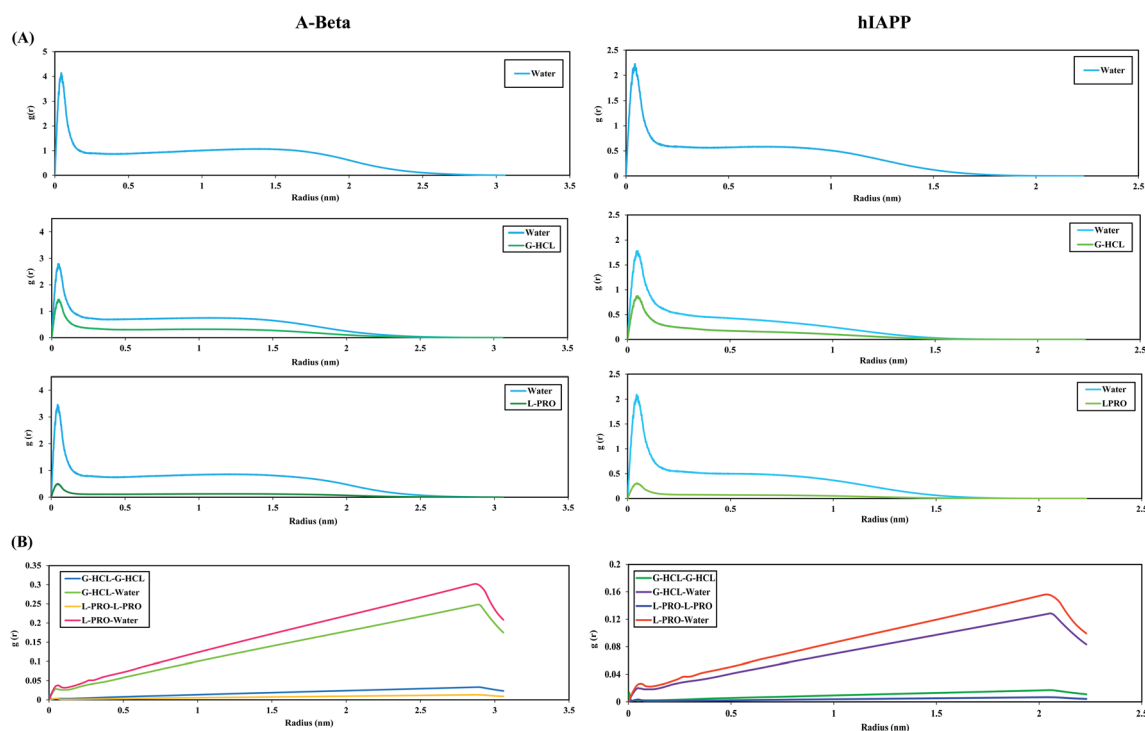 A-Beta
hIAPP
(A)
5
4
3
2
1
0
g(r)
Water
0 0.5 1 1.5 2 2.5 3 3.5
Radius (nm)
2.5
2
1.5
1
0.5
0
g (r)
Water
0 0.5 1 1.5 2 2.5
Radius (nm)
4
3
2
1
0
g (r)
Water
G-HCL
0 0.5 1 1.5 2 2.5 3 3.5
Radius (nm)
2.5
2
1.5
1
0.5
0
g (r)
Water
G-HCL
0 0.5 1 1.5 2 2.5
Radius (nm)
4
3
2
1
0
g (r)
Water
L-PRO
0 0.5 1 1.5 2 2.5 3 3.5
Radius (nm)
2.5
2
1.5
1
0.5
0
g (r)
Water
LPRO
0 0.5 1 1.5 2 2.5
Radius (nm)
(B)
0.35
0.3
0.25
0.2
0.15
0.1
0.05
0
g (r)
G-HCL-G-HCL
G-HCL-Water
L-PRO-L-PRO
L-PRO-Water
0 0.5 1 1.5 2 2.5 3 3.5
Radius (nm)
0.2
0.16
0.12
0.08
0.04
0
g (r)
G-HCL-G-HCL
G-HCL-Water
L-PRO-L-PRO
L-PRO-Water
0 0.5 1 1.5 2 2.5
Radius (nm)